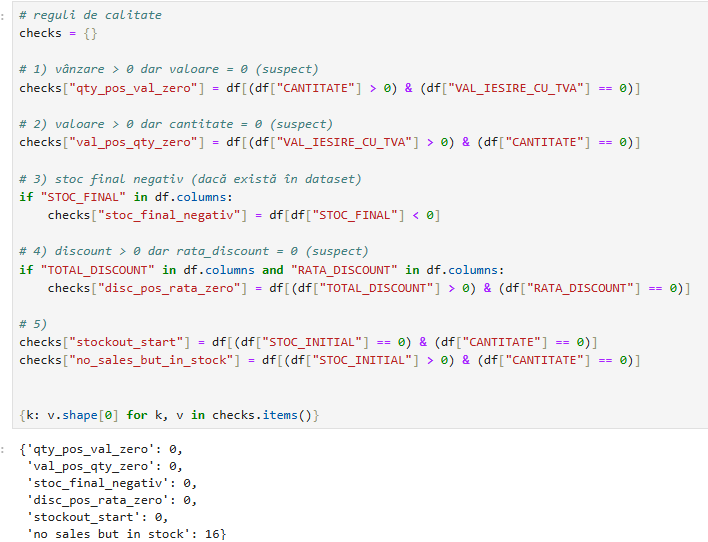 # reguli de calitate
checks = {}
# 1) vânzare > 0 dar valoare = 0 (suspect)
checks["qty_pos_val_zero"] = df[(df["CANTITATE"] > 0) & (df["VAL_IESIRE_CU_TVA"] == 0)]
# 2) valoare > 0 dar cantitate = 0 (suspect)
checks["val_pos_qty_zero"] = df[(df["VAL_IESIRE_CU_TVA"] > 0) & (df["CANTITATE"] == 0)]
# 3) stoc final negativ (dacă există în dataset)
if "STOC_FINAL" in df.columns:
    checks["stoc_final_negativ"] = df[df["STOC_FINAL"] < 0]
# 4) discount > 0 dar rata_discount = 0 (suspect)
if "TOTAL_DISCOUNT" in df.columns and "RATA_DISCOUNT" in df.columns:
    checks["disc_pos_rata_zero"] = df[(df["TOTAL_DISCOUNT"] > 0) & (df["RATA_DISCOUNT"] == 0)]
# 5)
checks["stockout_start"] = df[(df["STOC_INITIAL"] == 0) & (df["CANTITATE"] == 0)]
checks["no_sales_but_in_stock"] = df[(df["STOC_INITIAL"] > 0) & (df["CANTITATE"] == 0)]
{k: v.shape[0] for k, v in checks.items()}
{'qty_pos_val_zero': 0,
'val_pos_qty_zero': 0,
'stoc_final_negativ': 0,
'disc_pos_rata_zero': 0,
'stockout_start': 0,
'no_sales_but_in_stock': 16}